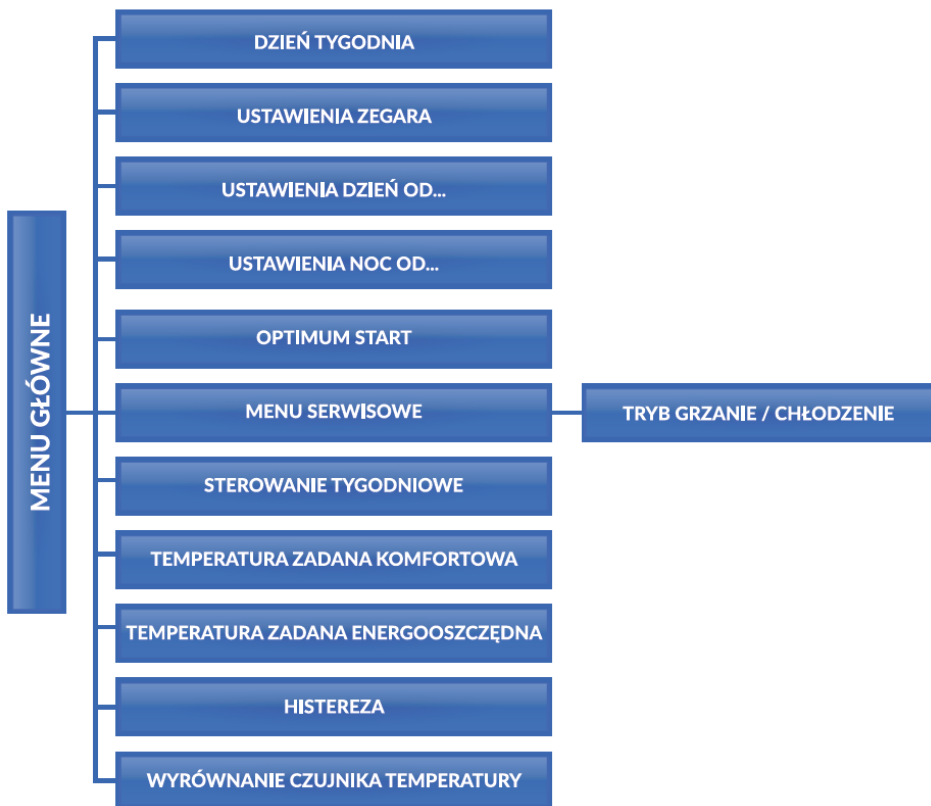 MENU GŁÓWNE
DZIEŃ TYGODNIA
USTAWIENIA ZEGARA
USTAWIENIA DZIEŃ OD...
USTAWIENIA NOC OD...
OPTIMUM START
MENU SERWISOWE
TRYB GRZANIE / CHŁODZENIE
STEROWANIE TYGODNIOWE
TEMPERATURA ZADANA KOMFORTOWA
TEMPERATURA ZADANA ENERGOOSZCZĘDNA
HISTEREZA
WYRÓWNANIE CZUJNIKA TEMPERATURY